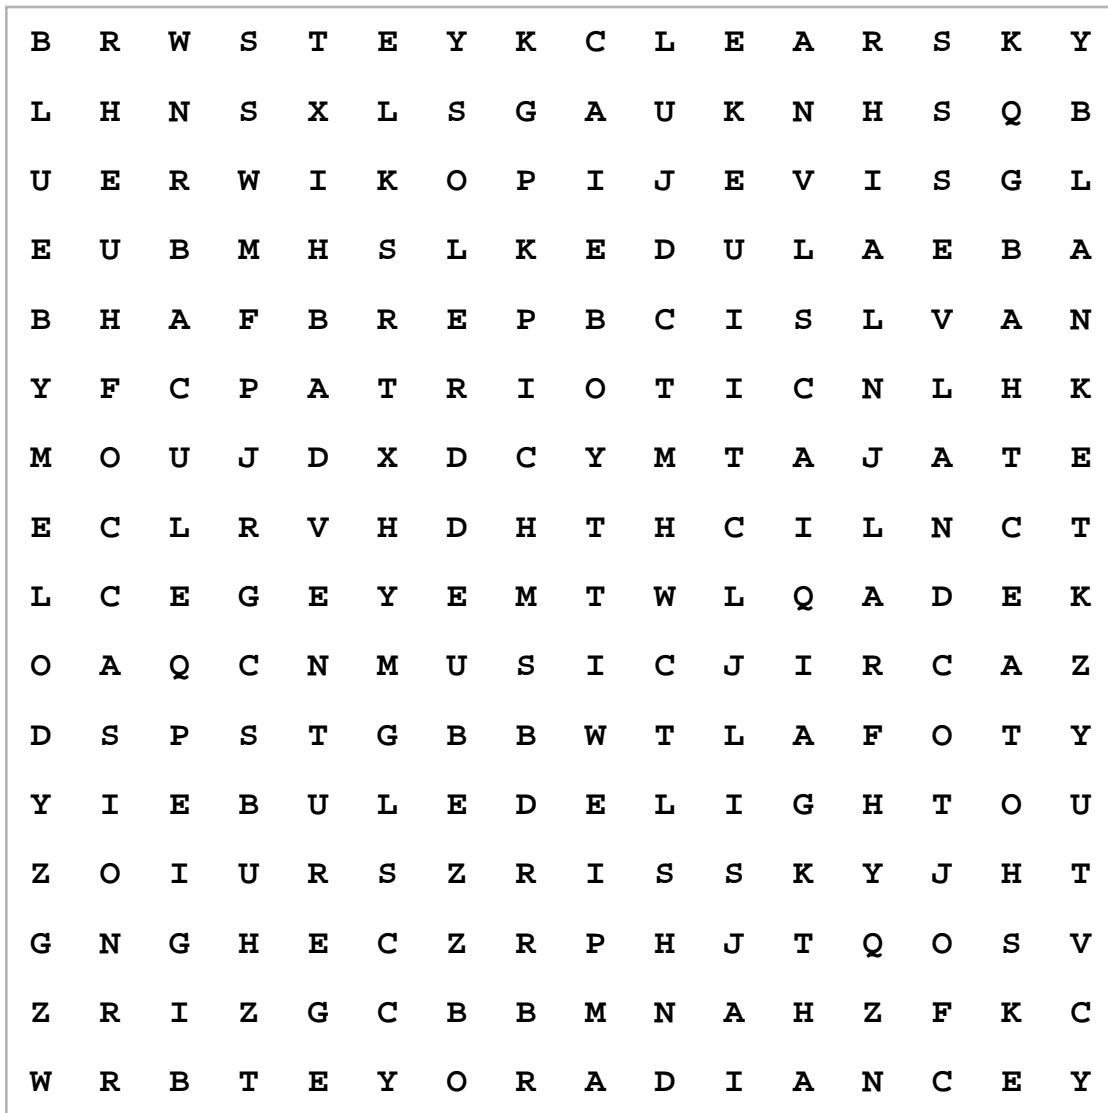 B R W S T E Y K C L E A R S K Y
L H N S X L S G A U K N H S Q B
U E R W I K O P I J E V I S G L
E U B M H S L K E D U L A E B A
B H A F B R E P B C I S L V A N
Y F C P A T R I O T I C N L H K
M O U J D X D C Y M T A J A T E
E C L R V H D H T H C I L N C T
L C E G E Y E M T W L Q A D E K
O A Q C N M U S I C J I R C A Z
D S P S T G B B W T L A F O T Y
Y I E B U L E D E L I G H T O U
Z O I U R S Z R I S S K Y J H T
G N G H E C Z R P H J T Q O S V
Z R I Z G C B B M N A H Z F K C
W R B T E Y O R A D I A N C E Y